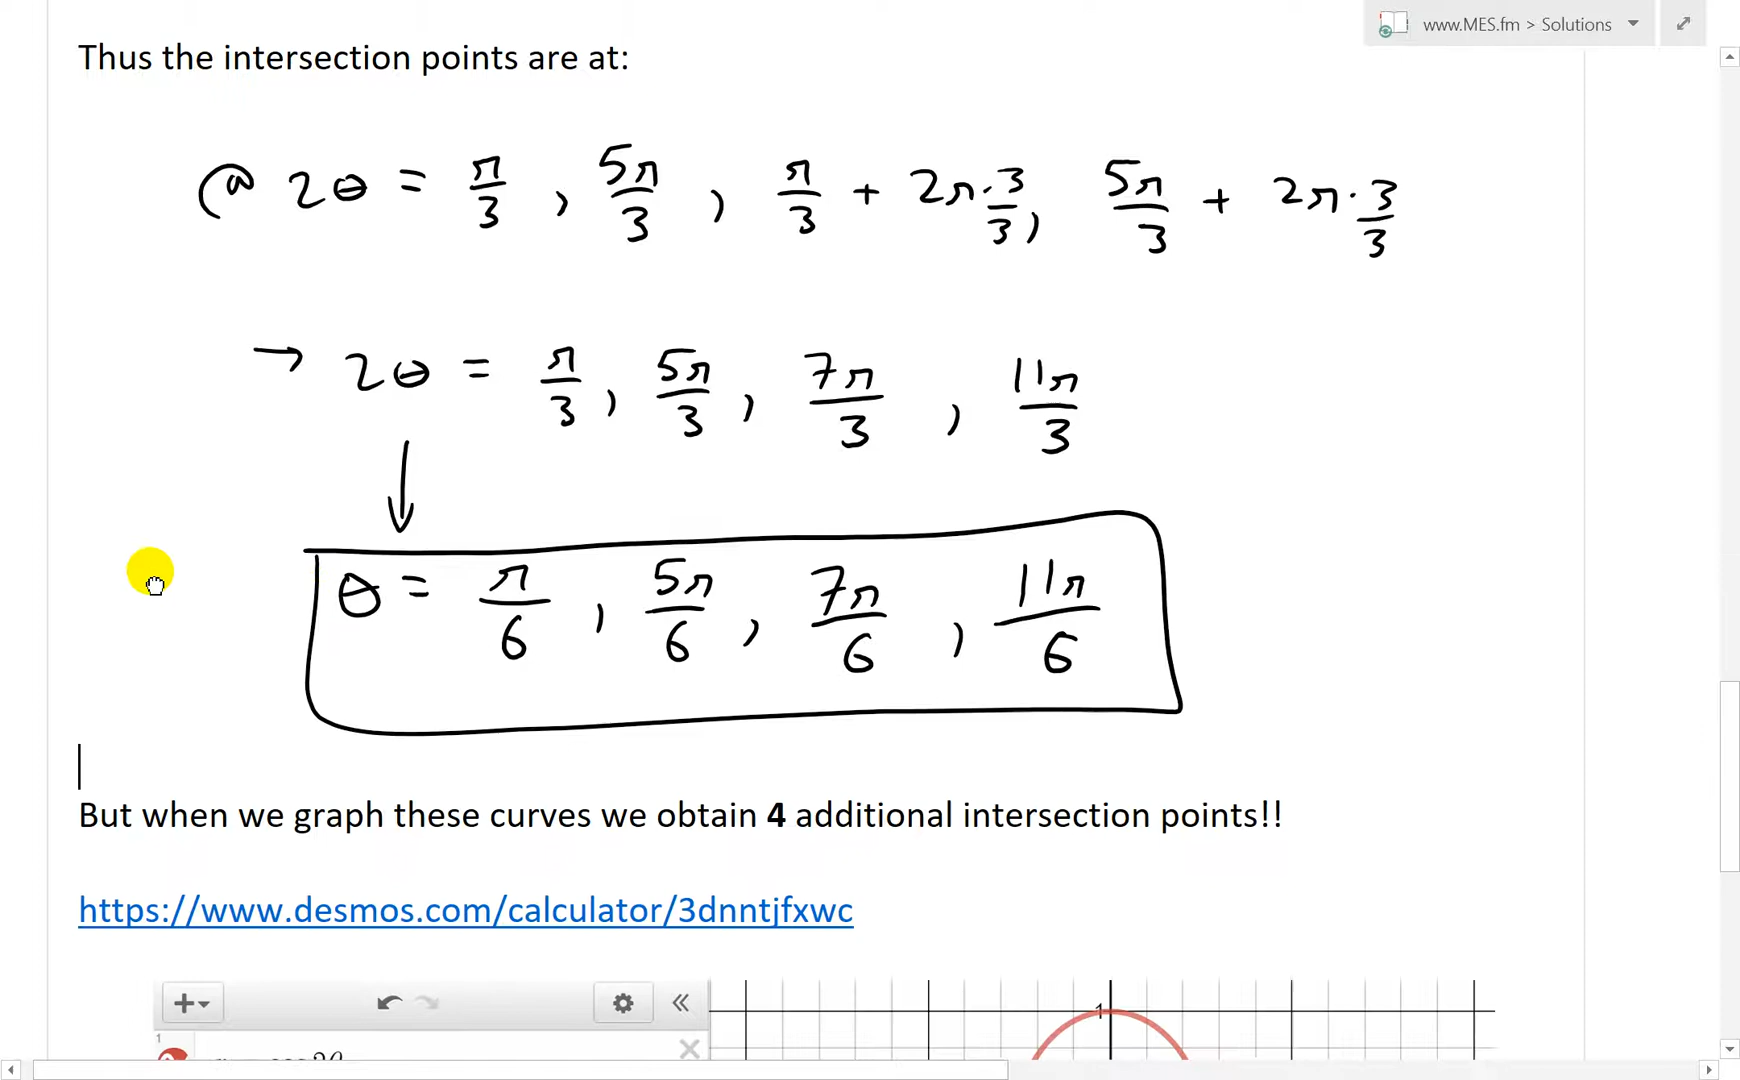 www.MES.fm > Solutions
Thus the intersection points are at:
@ 2θ = π/3 , 5π/3 , π/3 + 2π·3/3, 5π/3 + 2π·3/3
→ 2θ = π/3 , 5π/3 , 7π/3 , 11π/3
↓
θ = π/6 , 5π/6 , 7π/6 , 11π/6
But when we graph these curves we obtain 4 additional intersection points!!
https://www.desmos.com/calculator/3dnntjfxwc
1
1